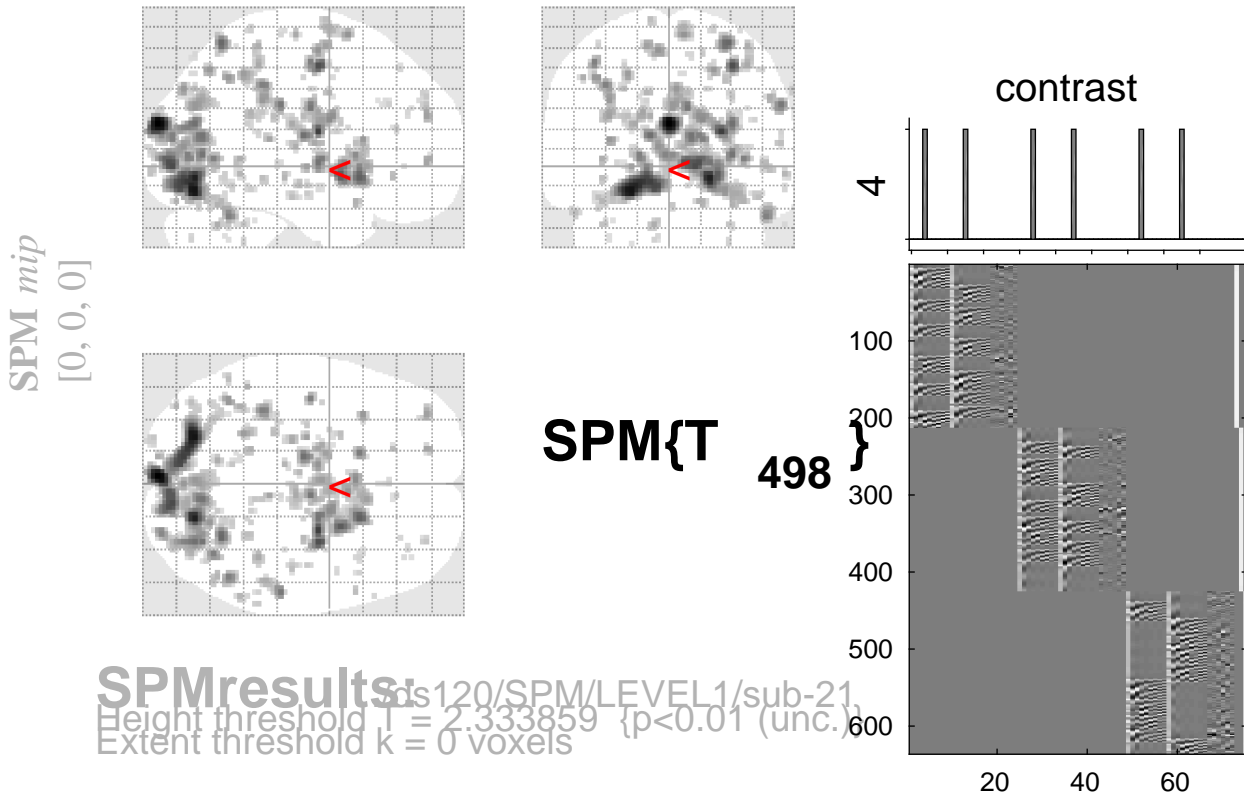 SPM mip
[0, 0, 0]
<
<
<
SPM{T498}
contrast
4
100
200
300
400
500
600
20
40
60
SPMresults: /ds120/SPM/LEVEL1/sub-21
Height threshold T = 2.333859 {p<0.01 (unc.)}
Extent threshold k = 0 voxels